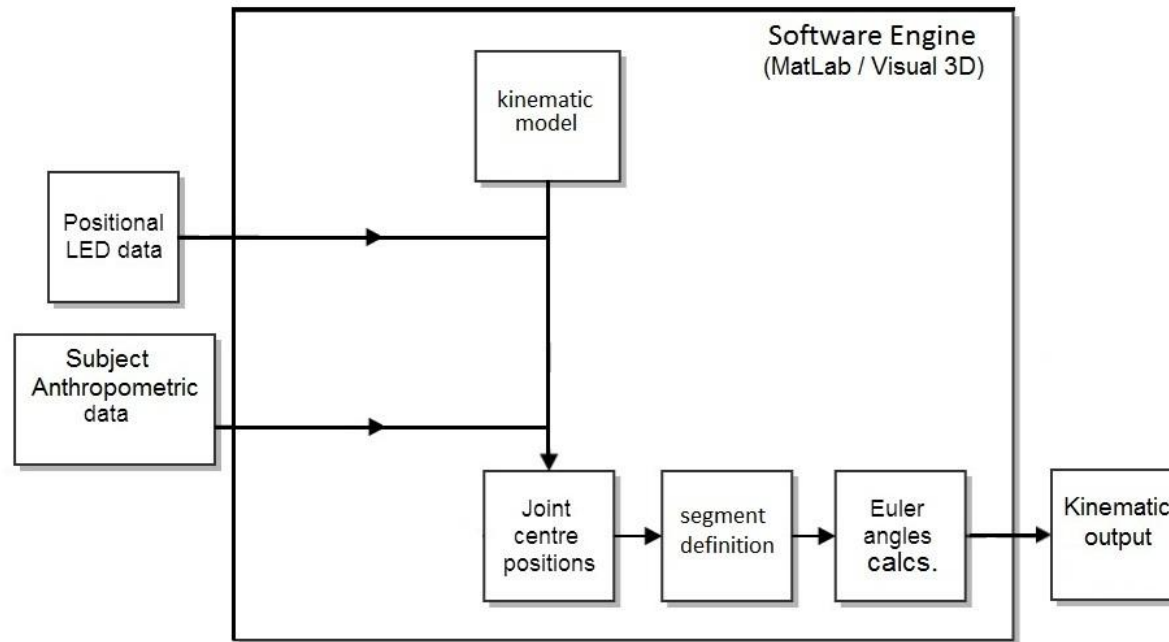 Software Engine
(MatLab / Visual 3D)
kinematic
model
Positional
LED data
Subject
Anthropometric
data
Joint
centre
positions
segment
definition
Euler
angles
calcs.
Kinematic
output